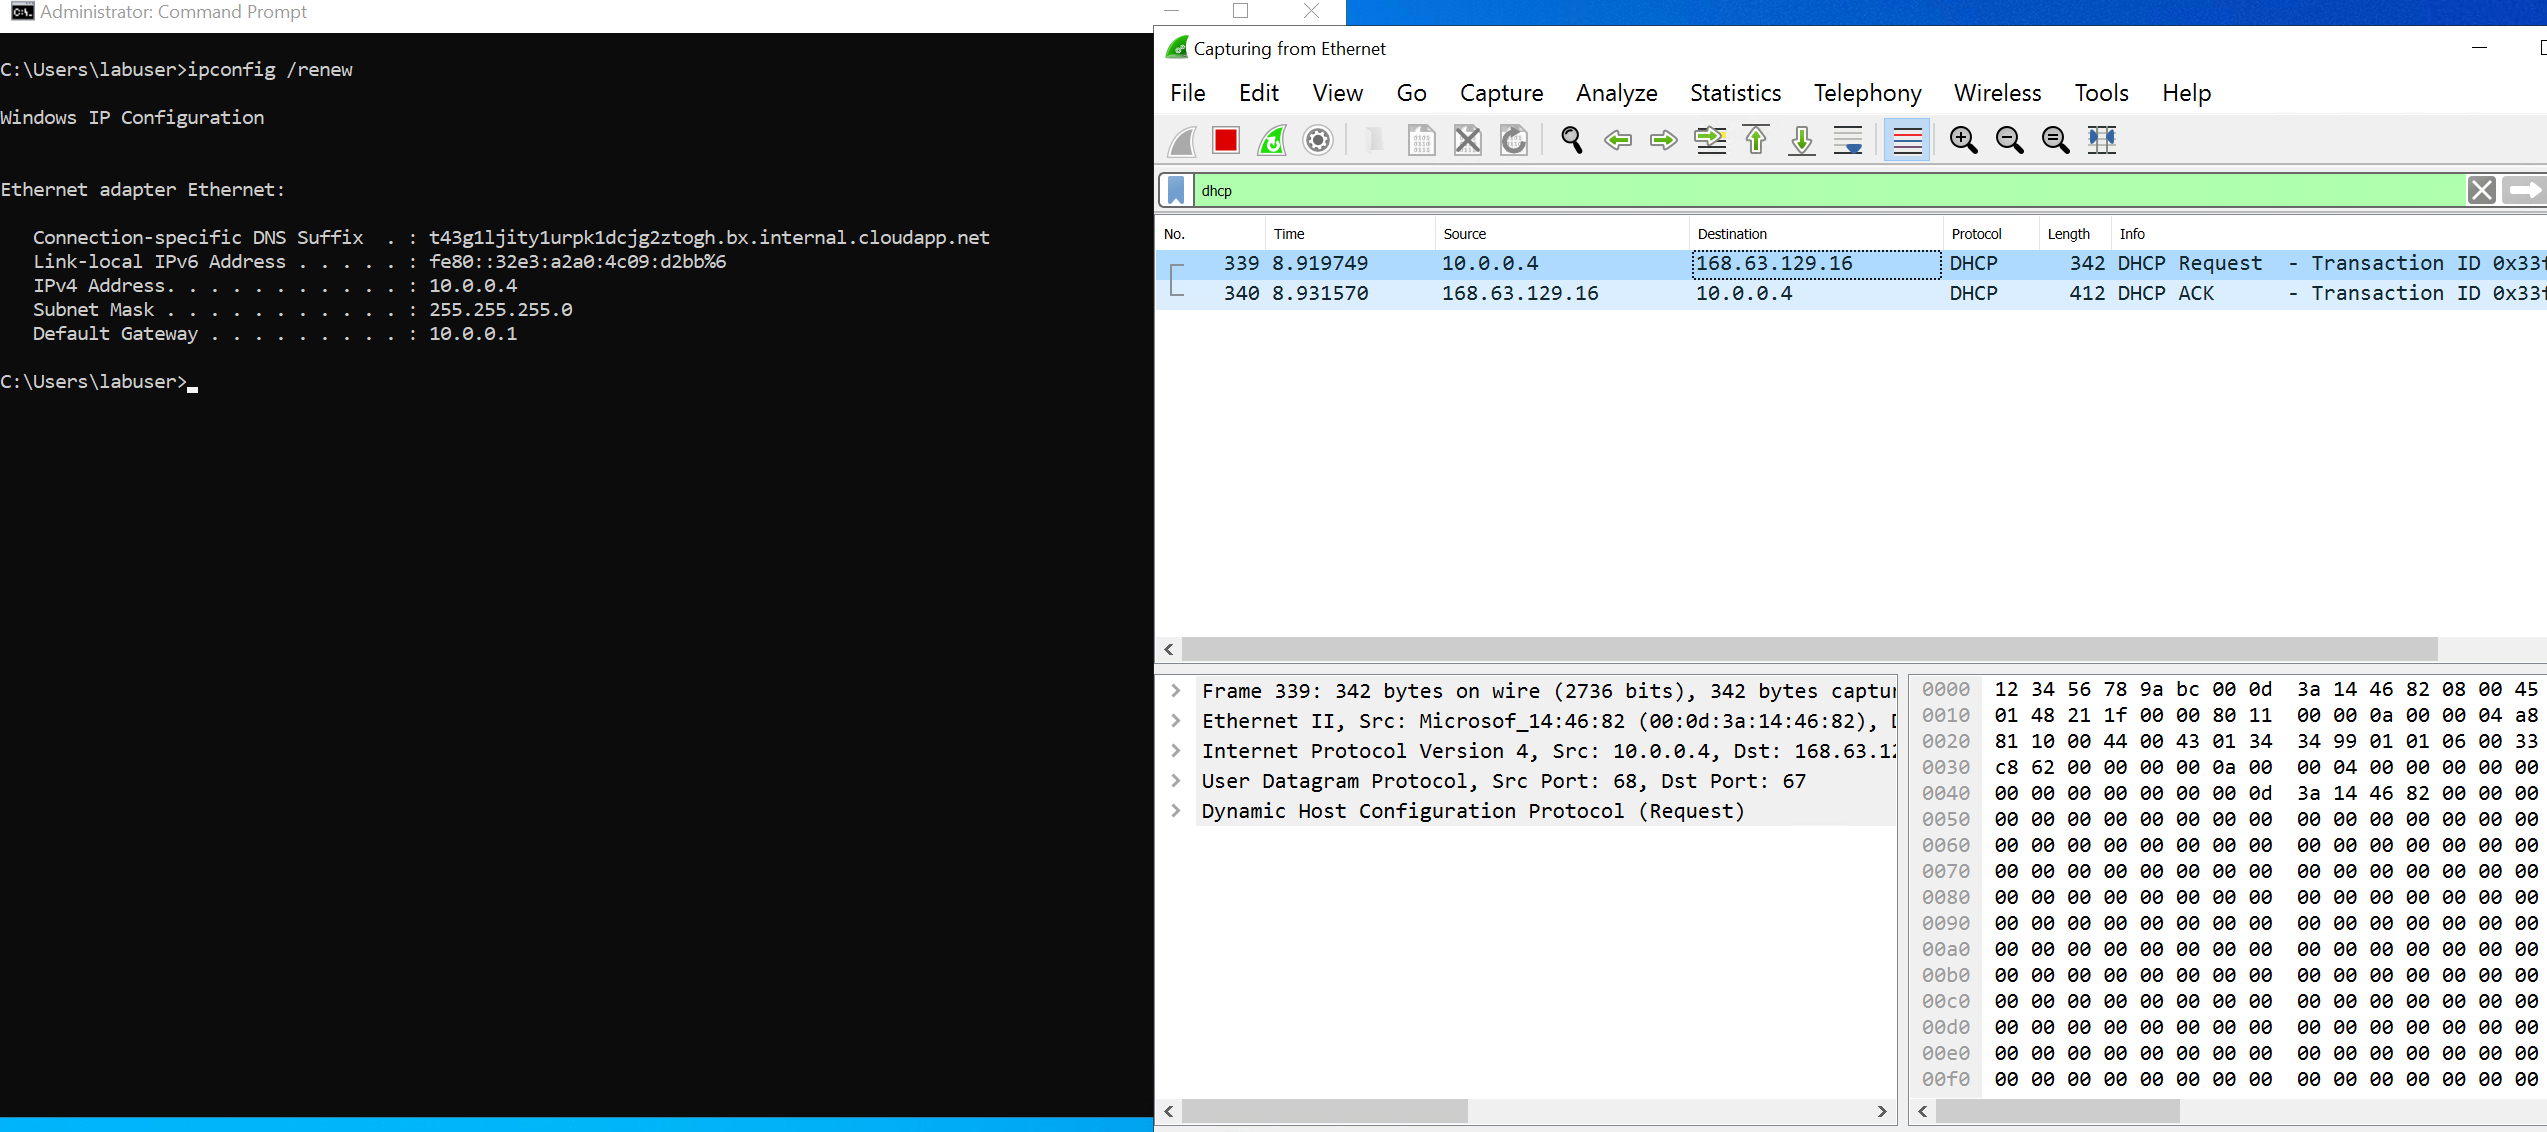 Administrator: Command Prompt
C:\Users\labuser>ipconfig /renew
Windows IP Configuration
Ethernet adapter Ethernet:
Connection-specific DNS Suffix  . : t43g1ljity1urpk1dcjg2ztogh.bx.internal.cloudapp.net
Link-local IPv6 Address . . . . . : fe80::32e3:a2a0:4c09:d2bb%6
IPv4 Address. . . . . . . . . . . : 10.0.0.4
Subnet Mask . . . . . . . . . . . : 255.255.255.0
Default Gateway . . . . . . . . . : 10.0.0.1
C:\Users\labuser>
Capturing from Ethernet
File Edit View Go Capture Analyze Statistics Telephony Wireless Tools Help
dhcp
No. Time Source Destination Protocol Length Info
339 8.919749 10.0.0.4 168.63.129.16 DHCP 342 DHCP Request  - Transaction ID 0x33f
340 8.931570 168.63.129.16 10.0.0.4 DHCP 412 DHCP ACK      - Transaction ID 0x33f
Frame 339: 342 bytes on wire (2736 bits), 342 bytes captur
Ethernet II, Src: Microsof_14:46:82 (00:0d:3a:14:46:82), D
Internet Protocol Version 4, Src: 10.0.0.4, Dst: 168.63.12
User Datagram Protocol, Src Port: 68, Dst Port: 67
Dynamic Host Configuration Protocol (Request)
0000 12 34 56 78 9a bc 00 0d 3a 14 46 82 08 00 45
0010 01 48 21 1f 00 00 80 11 00 00 0a 00 00 04 a8
0020 81 10 00 44 00 43 01 34 34 99 01 01 06 00 33
0030 c8 62 00 00 00 00 0a 00 00 04 00 00 00 00 00
0040 00 00 00 00 00 00 00 0d 3a 14 46 82 00 00 00
0050 00 00 00 00 00 00 00 00 00 00 00 00 00 00 00
0060 00 00 00 00 00 00 00 00 00 00 00 00 00 00 00
0070 00 00 00 00 00 00 00 00 00 00 00 00 00 00 00
0080 00 00 00 00 00 00 00 00 00 00 00 00 00 00 00
0090 00 00 00 00 00 00 00 00 00 00 00 00 00 00 00
00a0 00 00 00 00 00 00 00 00 00 00 00 00 00 00 00
00b0 00 00 00 00 00 00 00 00 00 00 00 00 00 00 00
00c0 00 00 00 00 00 00 00 00 00 00 00 00 00 00 00
00d0 00 00 00 00 00 00 00 00 00 00 00 00 00 00 00
00e0 00 00 00 00 00 00 00 00 00 00 00 00 00 00 00
00f0 00 00 00 00 00 00 00 00 00 00 00 00 00 00 00